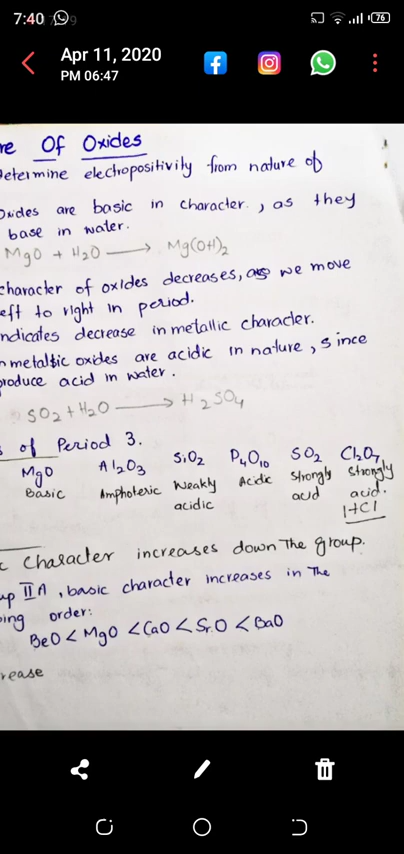 7:40
76
Apr 11, 2020
PM 06:47
re Of Oxides
Determine electropositivity from nature of
Oxides are basic in character., as they
base in water.
MgO + H2O ⟶ Mg(OH)2
character of oxides decreases, as we move
eft to right in period.
ndicates decrease in metallic character.
n metallic oxides are acidic in nature, since
produce acid in water.
SO2 + H2O ⟶ H2SO4
s of Period 3.
MgO Al2O3 SiO2 P4O10 SO2 Cl2O7
Basic Amphoteric Weakly Acidic Strongly Strongly
acidic acid acid.
HCl
c Character increases down The group.
up IIA, basic character increases in The
ing order:
BeO < MgO < CaO < SrO < BaO
rease